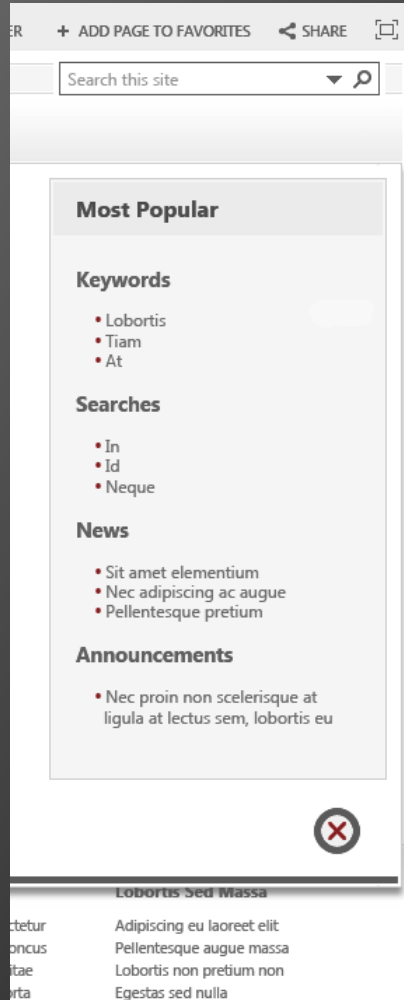 ER + ADD PAGE TO FAVORITES SHARE
Search this site
Most Popular
Keywords
• Lobortis
• Tiam
• At
Searches
• In
• Id
• Neque
News
• Sit amet elementium
• Nec adipiscing ac augue
• Pellentesque pretium
Announcements
• Nec proin non scelerisque at
ligula at lectus sem, lobortis eu
Lobortis Sed Massa
ctetur Adipiscing eu laoreet elit
oncus Pellentesque augue massa
itae Lobortis non pretium non
orta Egestas sed nulla